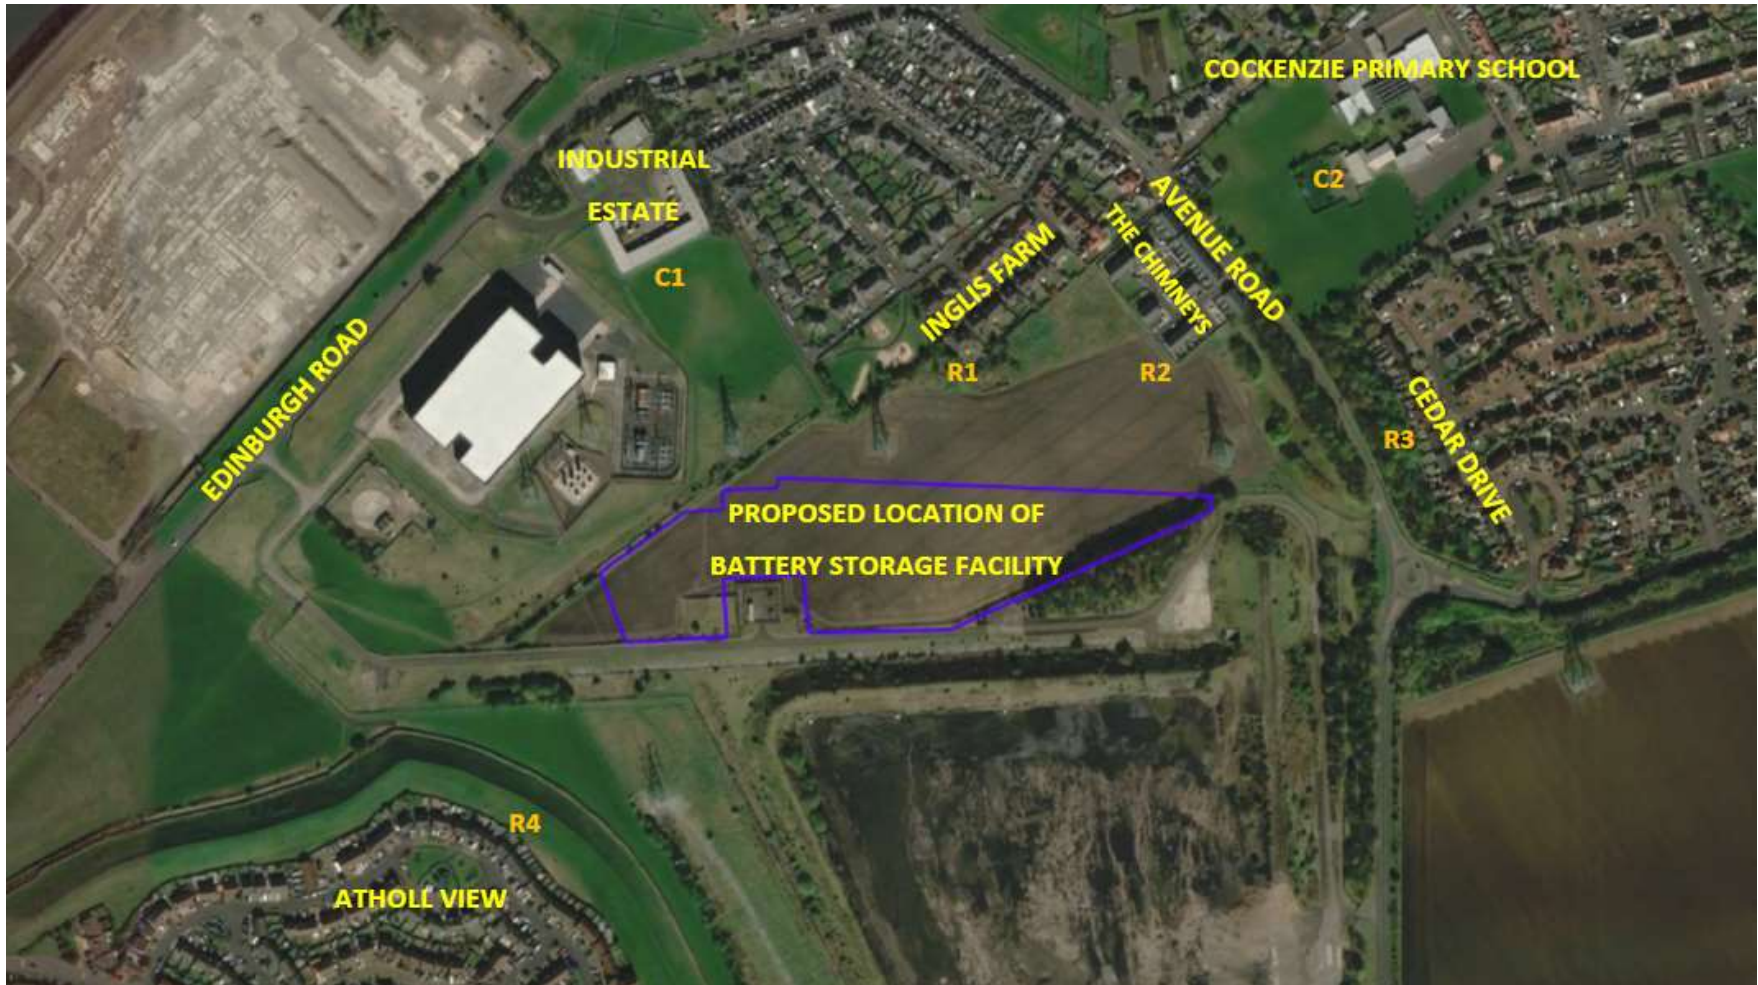 COCKENZIE PRIMARY SCHOOL
INDUSTRIAL
ESTATE
C2
AVENUE ROAD
THE CHIMNEYS
INGLIS FARM
C1
EDINBURGH ROAD
R1
R2
R3
CEDAR DRIVE
PROPOSED LOCATION OF
BATTERY STORAGE FACILITY
R4
ATHOLL VIEW